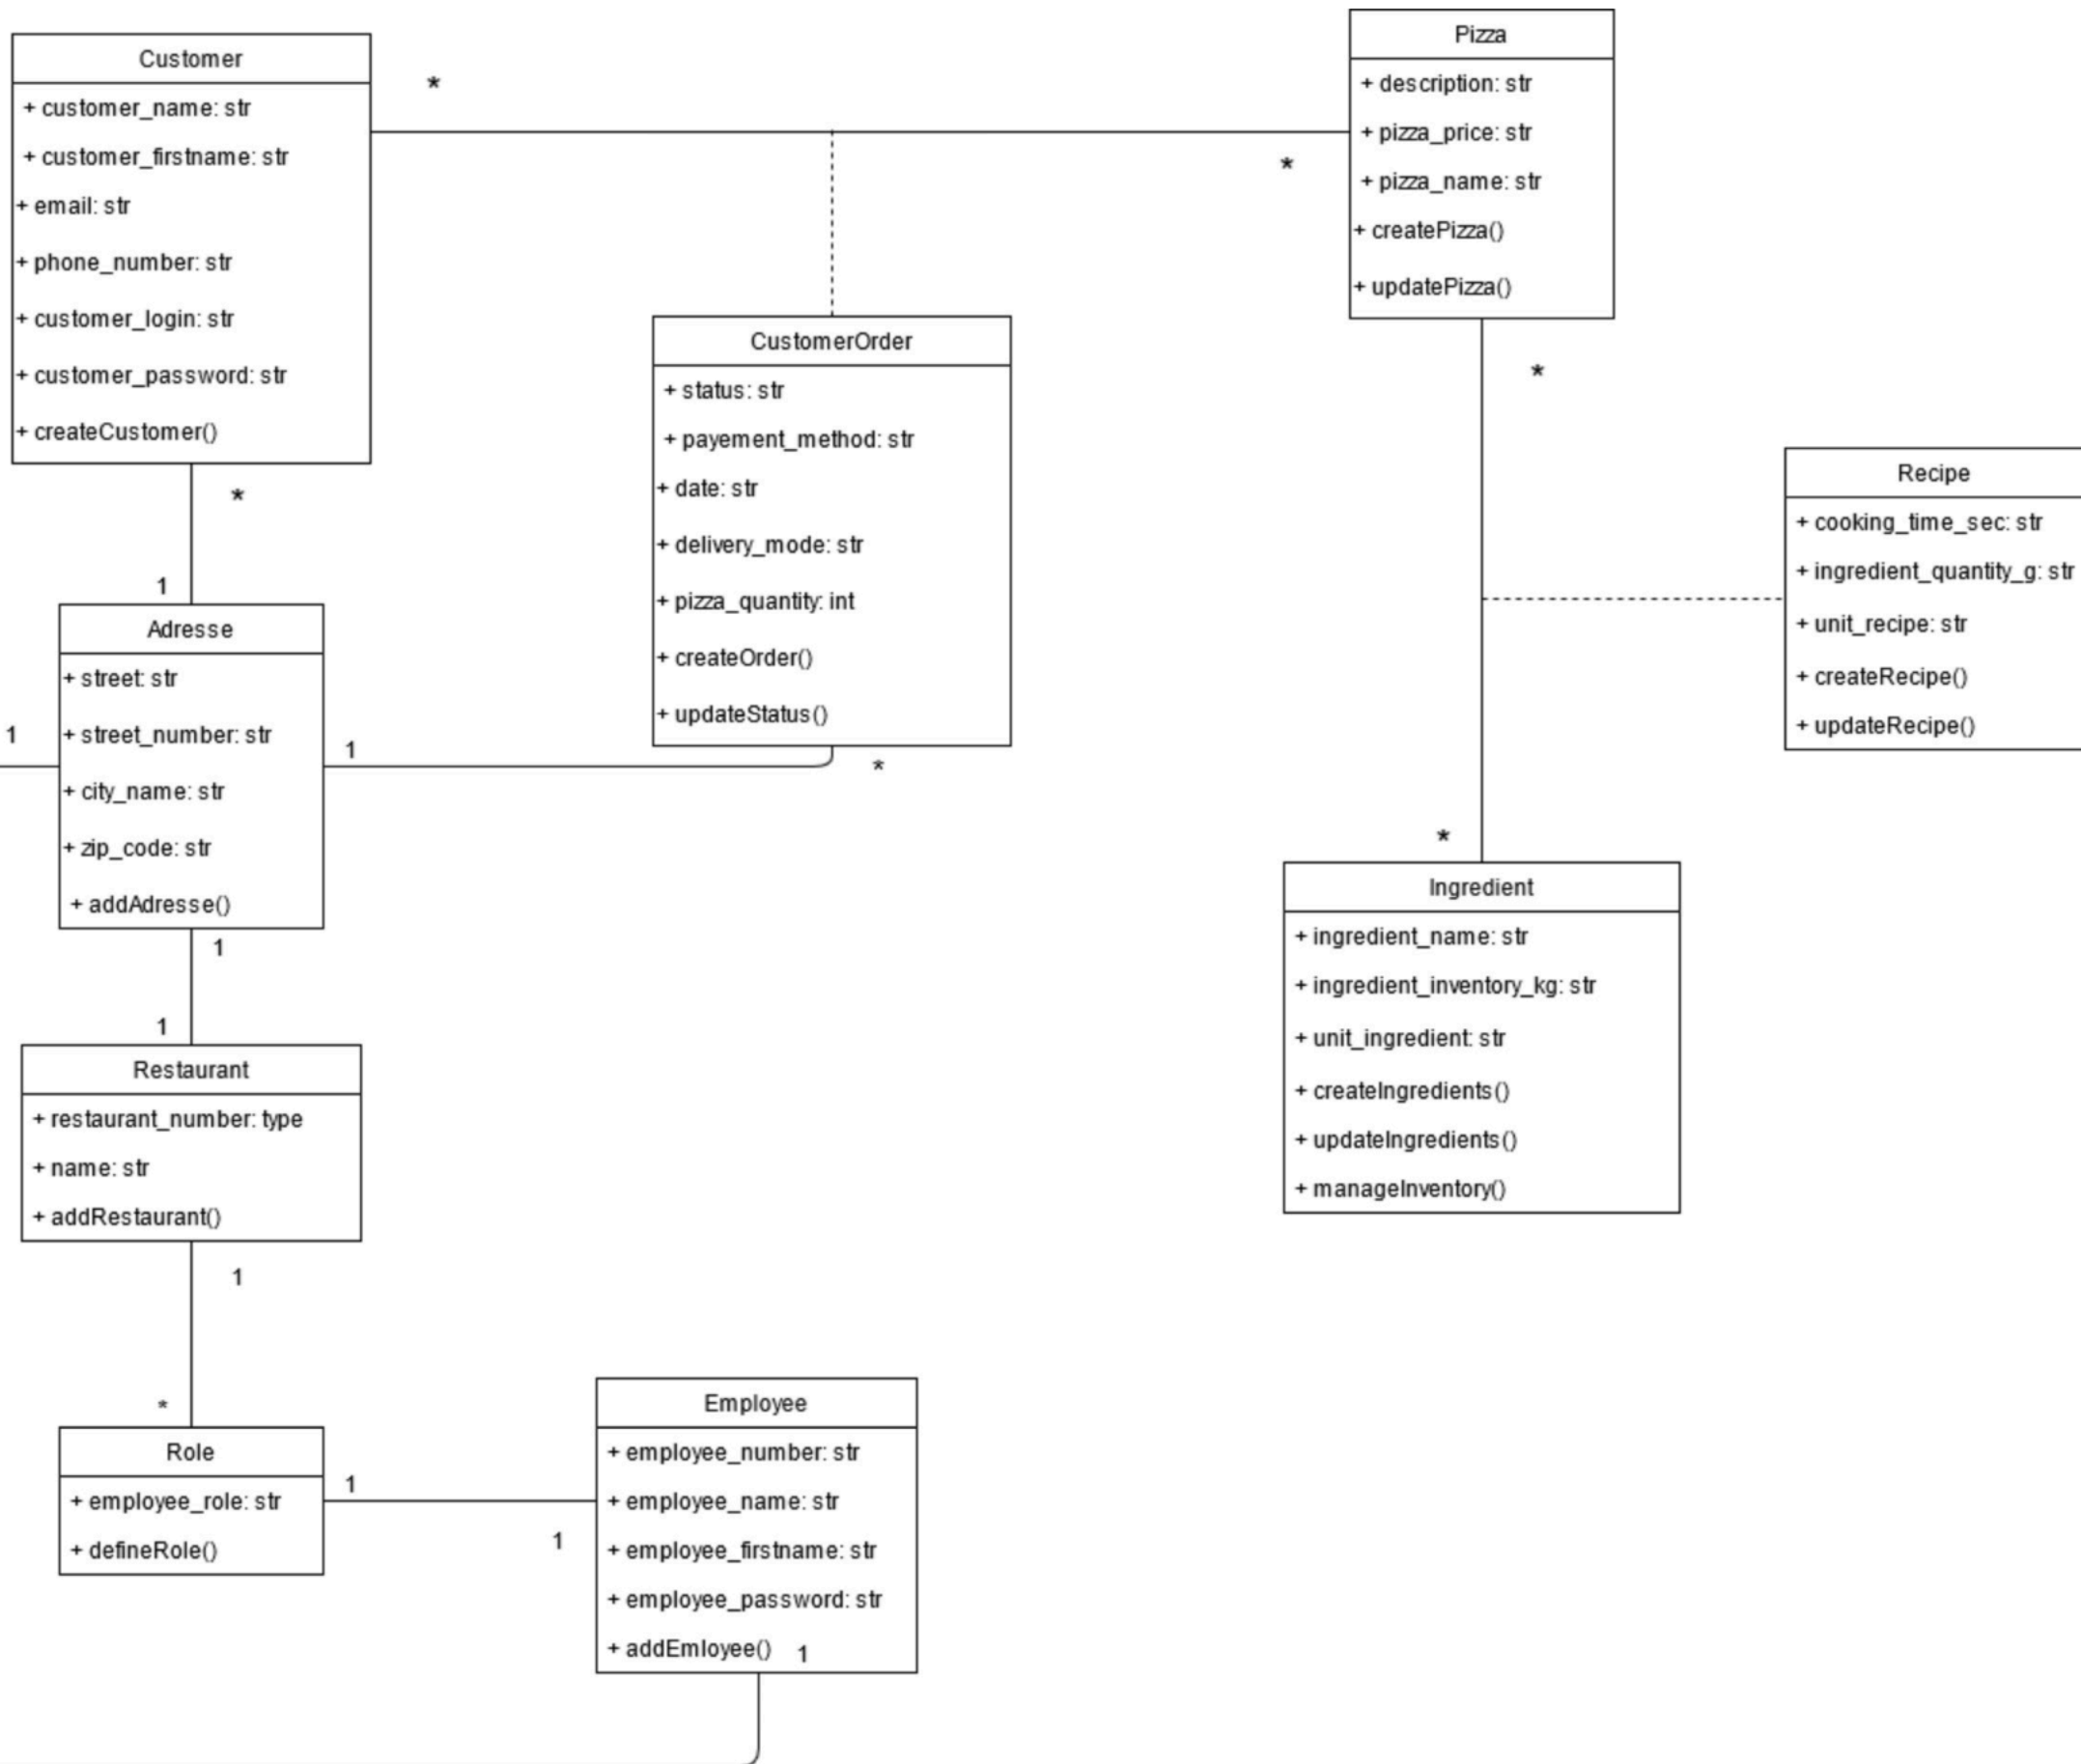 Customer
+ customer_name: str
+ customer_firstname: str
+ email: str
+ phone_number: str
+ customer_login: str
+ customer_password: str
+ createCustomer()
*
*
Pizza
+ description: str
+ pizza_price: str
+ pizza_name: str
+ createPizza()
+ updatePizza()
*
CustomerOrder
+ status: str
+ payement_method: str
+ date: str
+ delivery_mode: str
+ pizza_quantity: int
+ createOrder()
+ updateStatus()
*
Recipe
+ cooking_time_sec: str
+ ingredient_quantity_g: str
+ unit_recipe: str
+ createRecipe()
+ updateRecipe()
*
1
Adresse
+ street: str
+ street_number: str
+ city_name: str
+ zip_code: str
+ addAdresse()
1
1
1
1
*
Ingredient
+ ingredient_name: str
+ ingredient_inventory_kg: str
+ unit_ingredient: str
+ createIngredients()
+ updateIngredients()
+ manageInventory()
Restaurant
+ restaurant_number: type
+ name: str
+ addRestaurant()
1
*
Role
+ employee_role: str
+ defineRole()
1
1
Employee
+ employee_number: str
+ employee_name: str
+ employee_firstname: str
+ employee_password: str
+ addEmloyee()
1